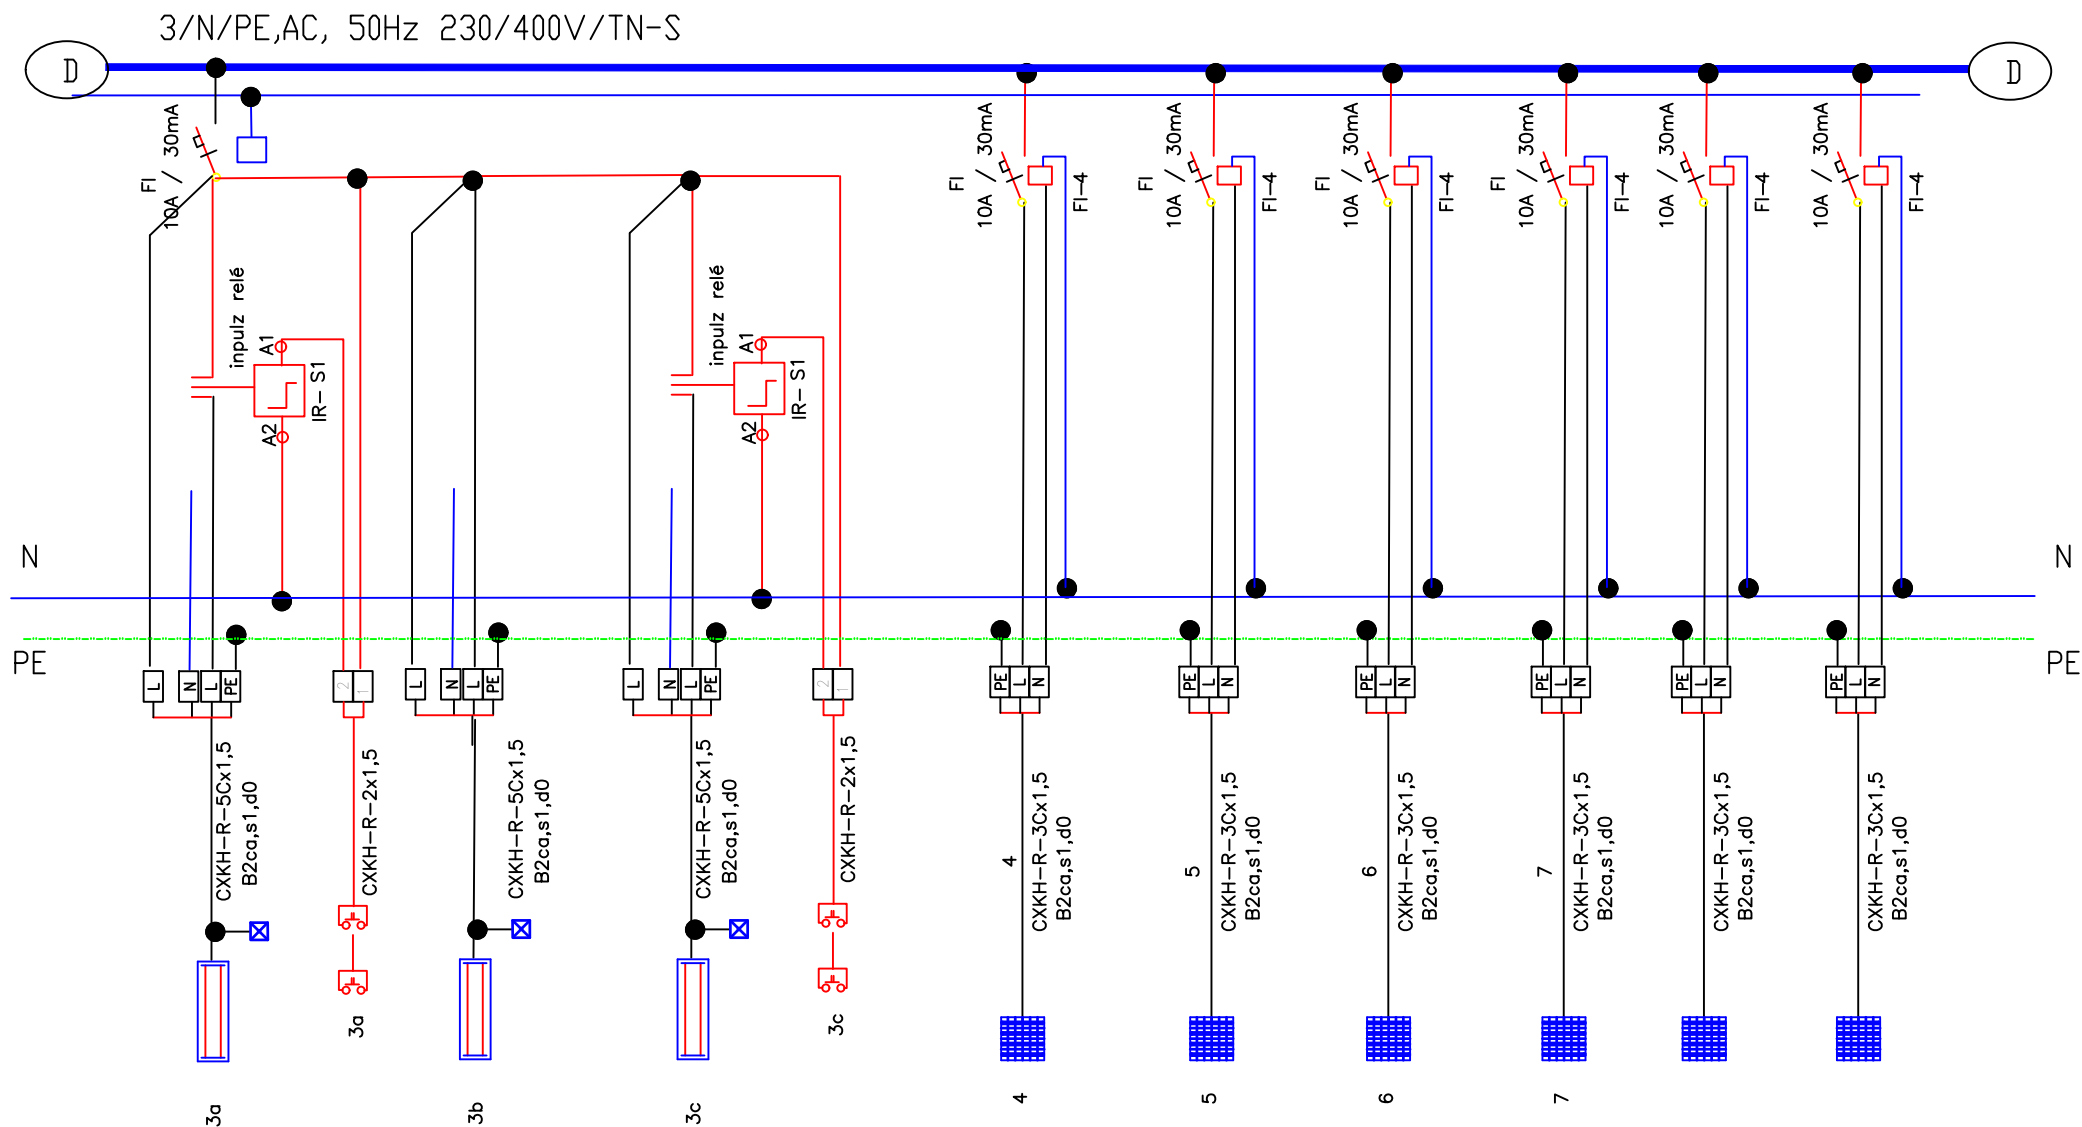 3/N/PE,AC, 50Hz 230/400V/TN-S
D
D
FI
10A / 30mA
inpulz relé
A1
A2
IR- S1
inpulz relé
A1
A2
IR- S1
FI
10A / 30mA
FI-4
FI
10A / 30mA
FI-4
FI
10A / 30mA
FI-4
FI
10A / 30mA
FI-4
10A / 30mA
FI-4
10A / 30mA
FI-4
N
N
PE
PE
L
N
L
PE
2
1
L
N
L
PE
L
N
L
PE
2
1
PE
L
N
PE
L
N
PE
L
N
PE
L
N
PE
L
N
PE
L
N
CXKH-R-5Cx1,5
B2ca,s1,d0
CXKH-R-2x1,5
CXKH-R-5Cx1,5
B2ca,s1,d0
CXKH-R-5Cx1,5
B2ca,s1,d0
CXKH-R-2x1,5
4
CXKH-R-3Cx1,5
B2ca,s1,d0
5
CXKH-R-3Cx1,5
B2ca,s1,d0
6
CXKH-R-3Cx1,5
B2ca,s1,d0
7
CXKH-R-3Cx1,5
B2ca,s1,d0
CXKH-R-3Cx1,5
B2ca,s1,d0
CXKH-R-3Cx1,5
B2ca,s1,d0
3a
3c
3a
3b
3c
4
5
6
7